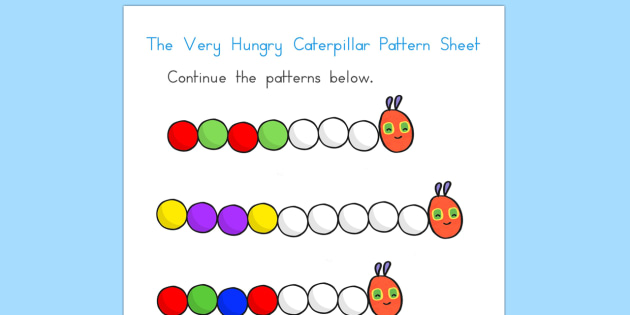 The Very Hungry Caterpillar Pattern Sheet
Continue the patterns below.